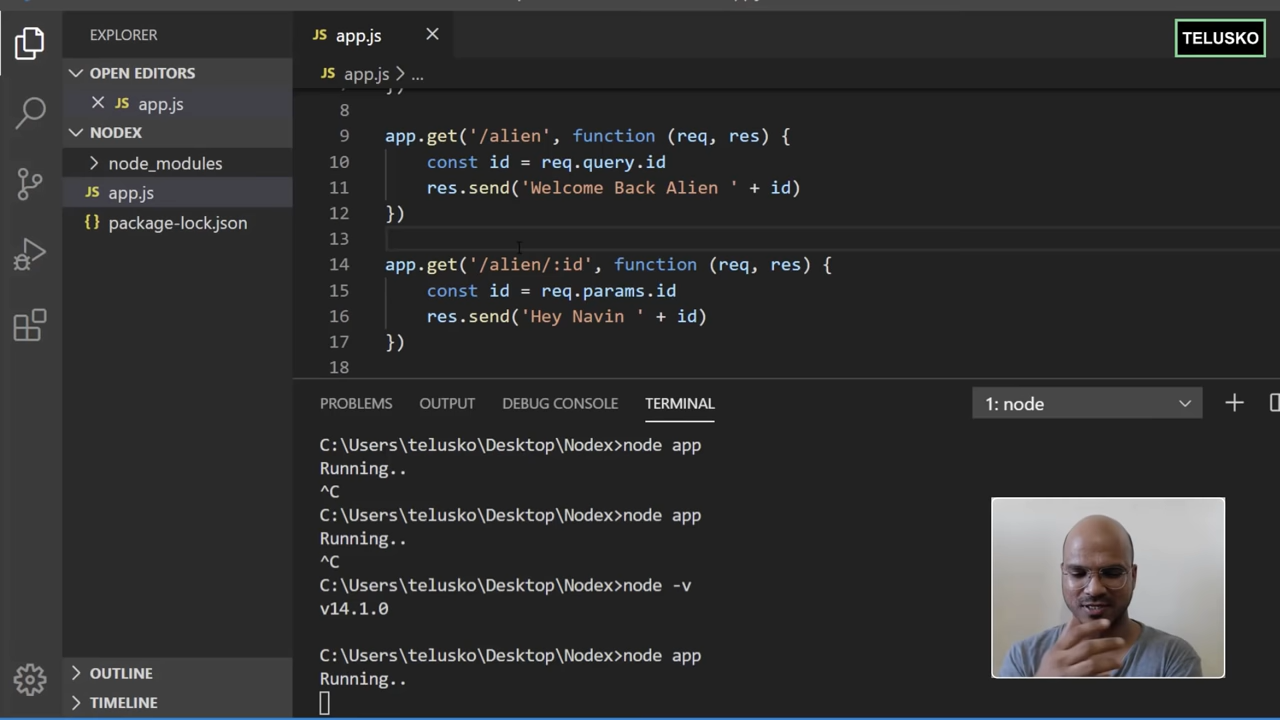 EXPLORER
OPEN EDITORS
JS app.js
NODEX
node_modules
JS app.js
{} package-lock.json
OUTLINE
TIMELINE
JS app.js
TELUSKO
JS app.js > ...
8
9 app.get('/alien', function (req, res) {
10 const id = req.query.id
11 res.send('Welcome Back Alien ' + id)
12 })
13
14 app.get('/alien/:id', function (req, res) {
15 const id = req.params.id
16 res.send('Hey Navin ' + id)
17 })
18
PROBLEMS OUTPUT DEBUG CONSOLE TERMINAL 1: node
C:\Users\telusko\Desktop\Nodex>node app
Running..
^C
C:\Users\telusko\Desktop\Nodex>node app
Running..
^C
C:\Users\telusko\Desktop\Nodex>node -v
v14.1.0
C:\Users\telusko\Desktop\Nodex>node app
Running..